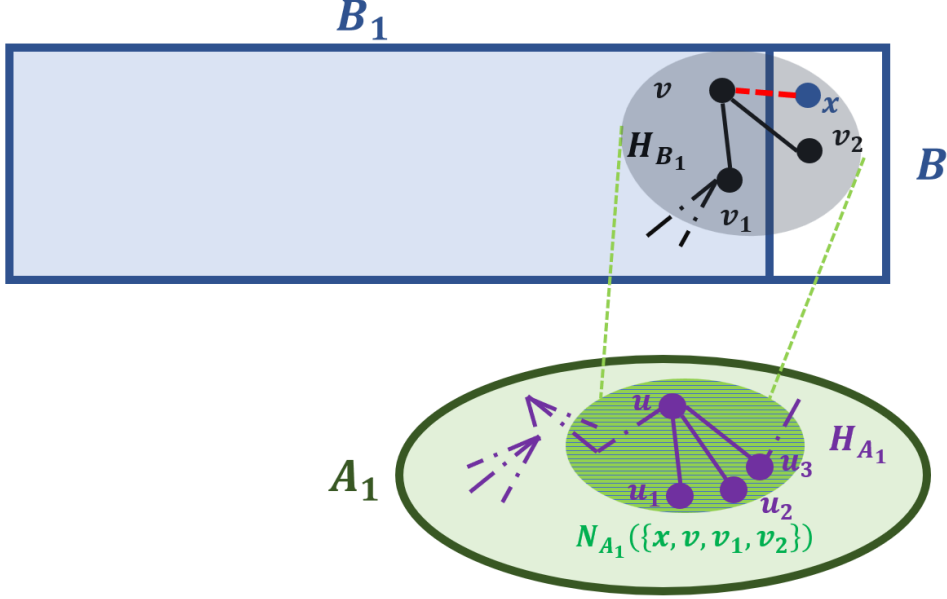 B₁
v
x
H_{B₁}
v₂
B
v₁
u
H_{A₁}
A₁
u₃
u₁
u₂
N_{A₁}({x, v, v₁, v₂})